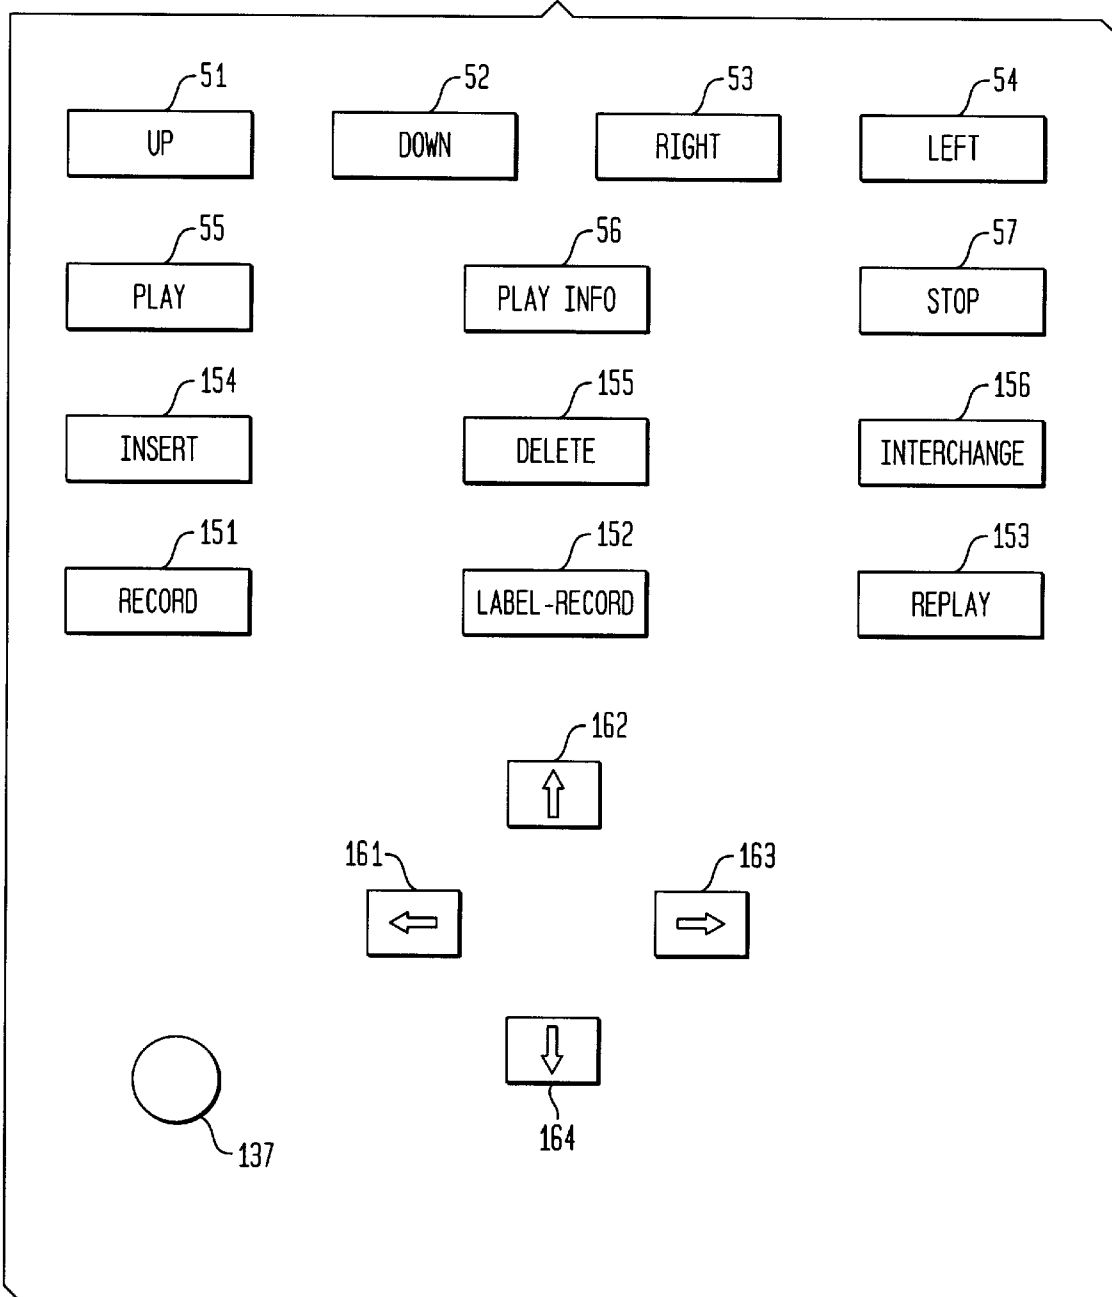 51 52 53 54
UP DOWN RIGHT LEFT
55 56 57
PLAY PLAY INFO STOP
154 155 156
INSERT DELETE INTERCHANGE
151 152 153
RECORD LABEL-RECORD REPLAY
162
161 163
137 164